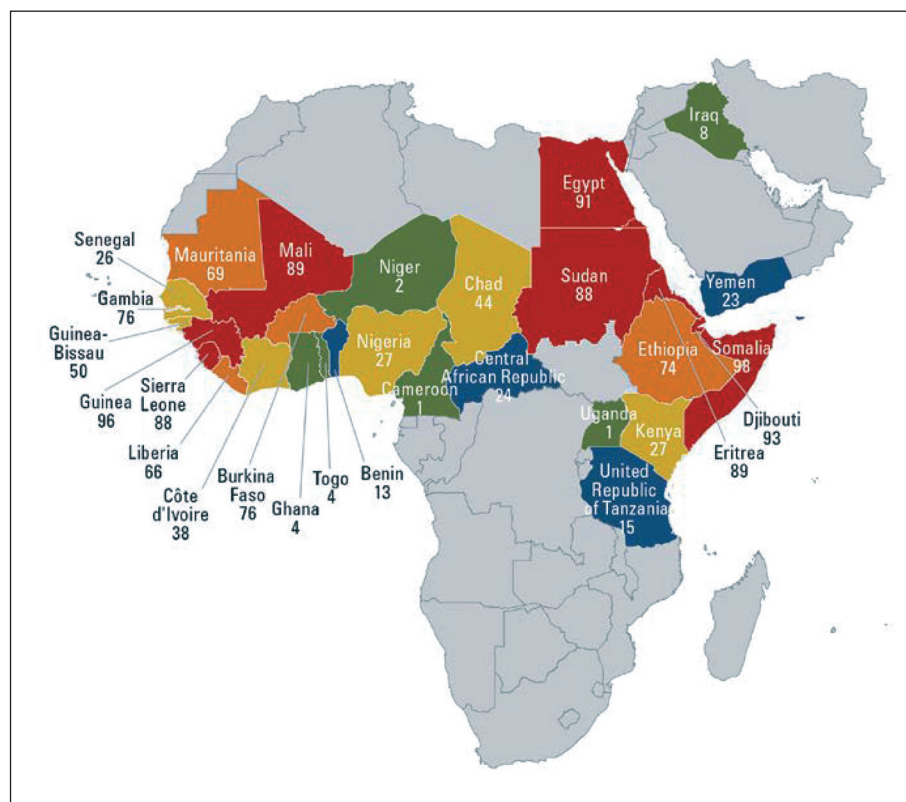 Iraq
8
Egypt
91
Senegal
26
Mauritania
69
Mali
89
Niger
2
Chad
44
Sudan
88
Yemen
23
Gambia
76
Guinea-
Bissau
50
Nigeria
27
Ethiopia
74
Somalia
98
Guinea
96
Sierra
Leone
88
Cameroon
1
Central
African Republic
24
Uganda
1
Kenya
27
Djibouti
93
Eritrea
89
Liberia
66
Côte
d'Ivoire
38
Burkina
Faso
76
Ghana
4
Togo
4
Benin
13
United
Republic
of Tanzania
15